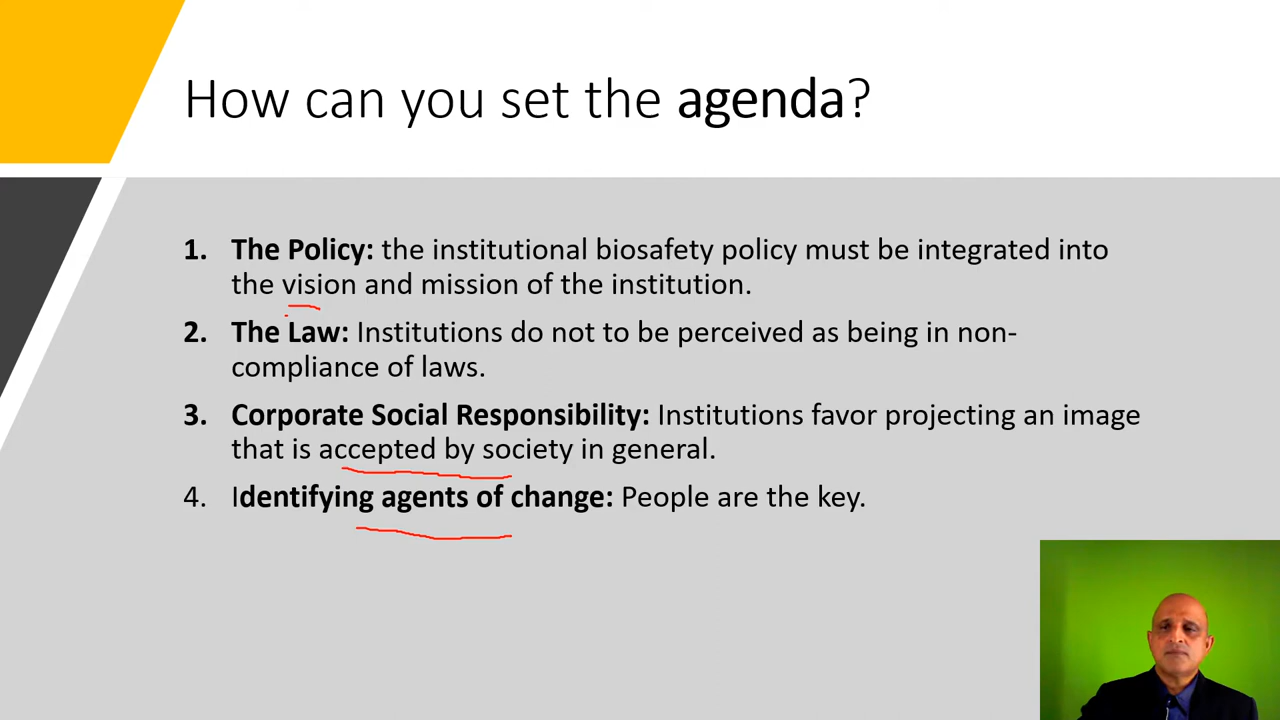 How can you set the agenda?
1. The Policy: the institutional biosafety policy must be integrated into
the vision and mission of the institution.
2. The Law: Institutions do not to be perceived as being in non-
compliance of laws.
3. Corporate Social Responsibility: Institutions favor projecting an image
that is accepted by society in general.
4. Identifying agents of change: People are the key.